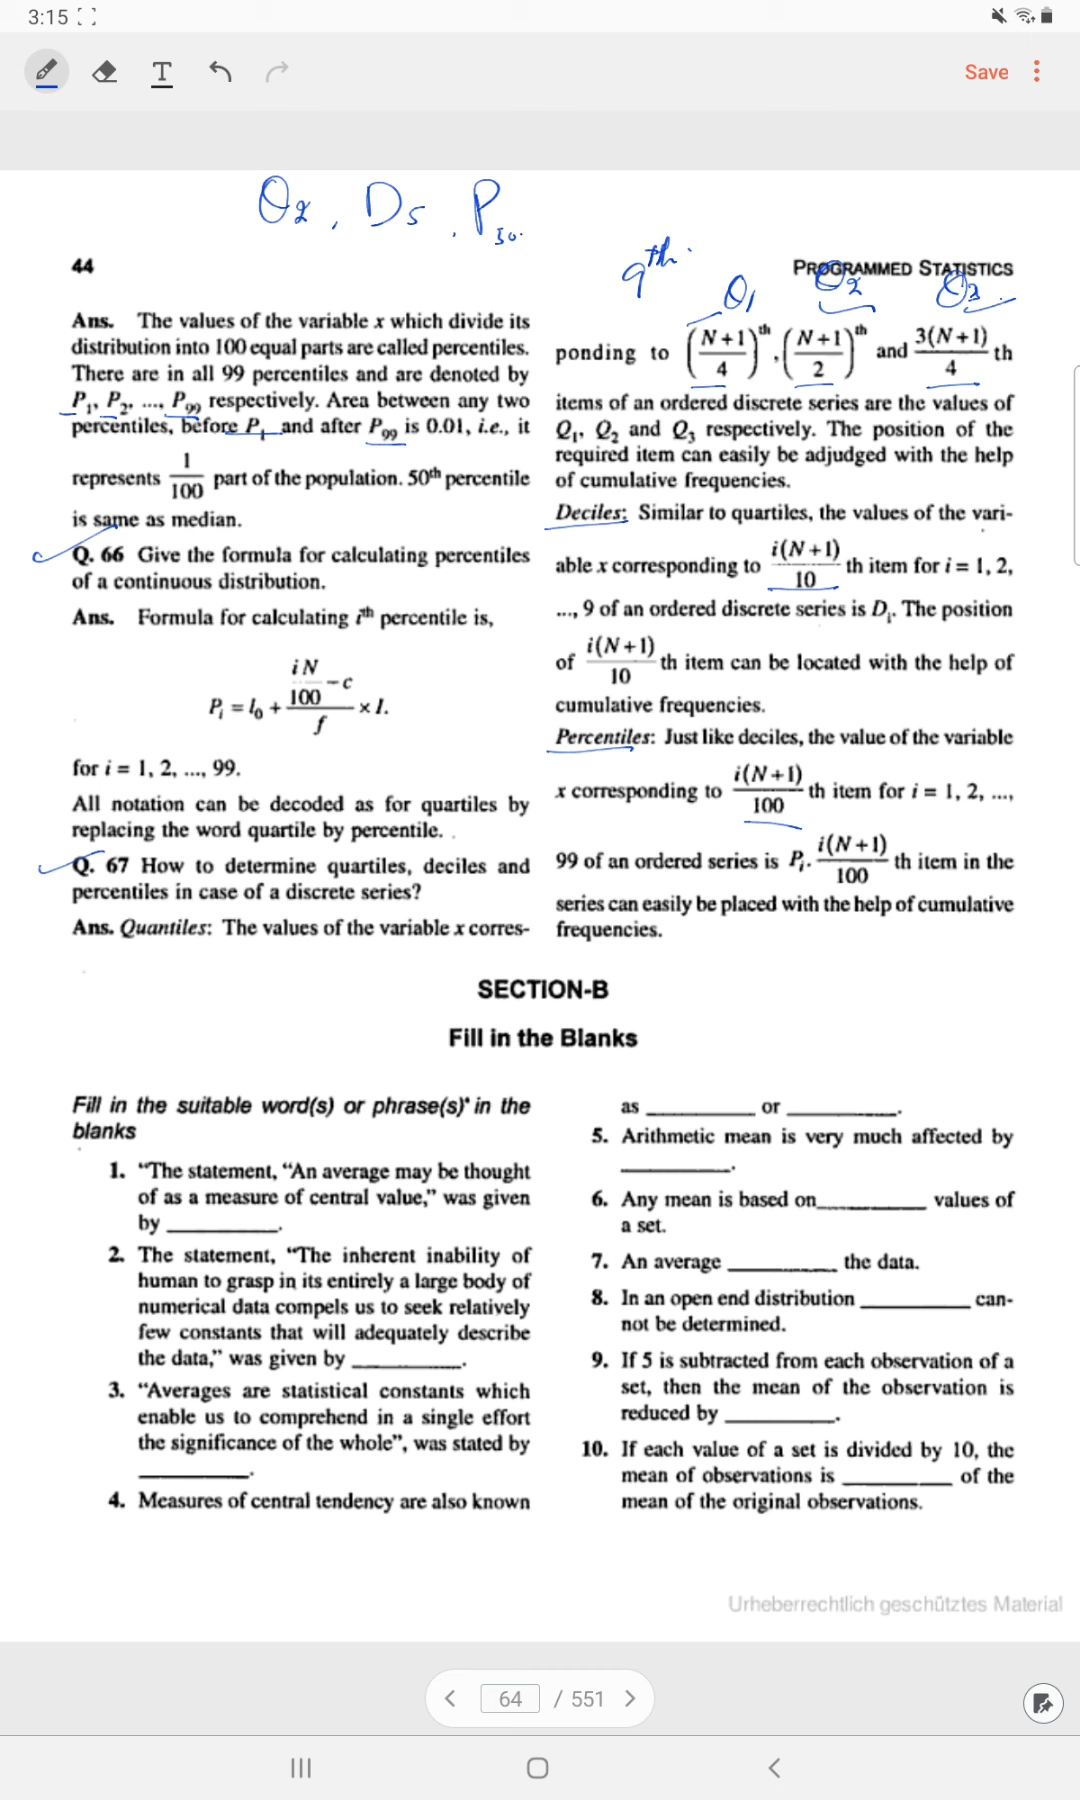 3:15
Save
Q2, D5, P50.
9th.
44
PROGRAMMED STATISTICS
Q1 Q2 Q3
Ans. The values of the variable x which divide its
distribution into 100 equal parts are called percentiles.
There are in all 99 percentiles and are denoted by
P₁, P₂, ..., P₉₉ respectively. Area between any two
percentiles, before P₁ and after P₉₉ is 0.01, i.e., it
represents 1/100 part of the population. 50th percentile
is same as median.
Q. 66 Give the formula for calculating percentiles
of a continuous distribution.
Ans. Formula for calculating ith percentile is,
Pᵢ = l₀ + (iN/100 – c)/f × I.
for i = 1, 2, ..., 99.
All notation can be decoded as for quartiles by
replacing the word quartile by percentile.
Q. 67 How to determine quartiles, deciles and
percentiles in case of a discrete series?
Ans. Quantiles: The values of the variable x corres-
ponding to ((N+1)/4)th, ((N+1)/2)th and 3(N+1)/4 th
items of an ordered discrete series are the values of
Q₁, Q₂ and Q₃ respectively. The position of the
required item can easily be adjudged with the help
of cumulative frequencies.
Deciles: Similar to quartiles, the values of the vari-
able x corresponding to i(N+1)/10 th item for i = 1, 2,
..., 9 of an ordered discrete series is Dᵢ. The position
of i(N+1)/10 th item can be located with the help of
cumulative frequencies.
Percentiles: Just like deciles, the value of the variable
x corresponding to i(N+1)/100 th item for i = 1, 2, ...,
99 of an ordered series is Pᵢ. i(N+1)/100 th item in the
series can easily be placed with the help of cumulative
frequencies.
SECTION-B
Fill in the Blanks
Fill in the suitable word(s) or phrase(s) in the
blanks
1. "The statement, "An average may be thought
of as a measure of central value," was given
by __________.
2. The statement, "The inherent inability of
human to grasp in its entirely a large body of
numerical data compels us to seek relatively
few constants that will adequately describe
the data," was given by __________.
3. "Averages are statistical constants which
enable us to comprehend in a single effort
the significance of the whole", was stated by
__________.
4. Measures of central tendency are also known
as __________ or __________.
5. Arithmetic mean is very much affected by
__________.
6. Any mean is based on __________ values of
a set.
7. An average __________ the data.
8. In an open end distribution __________ can-
not be determined.
9. If 5 is subtracted from each observation of a
set, then the mean of the observation is
reduced by __________.
10. If each value of a set is divided by 10, the
mean of observations is __________ of the
mean of the original observations.
Urheberrechtlich geschütztes Material
64 / 551